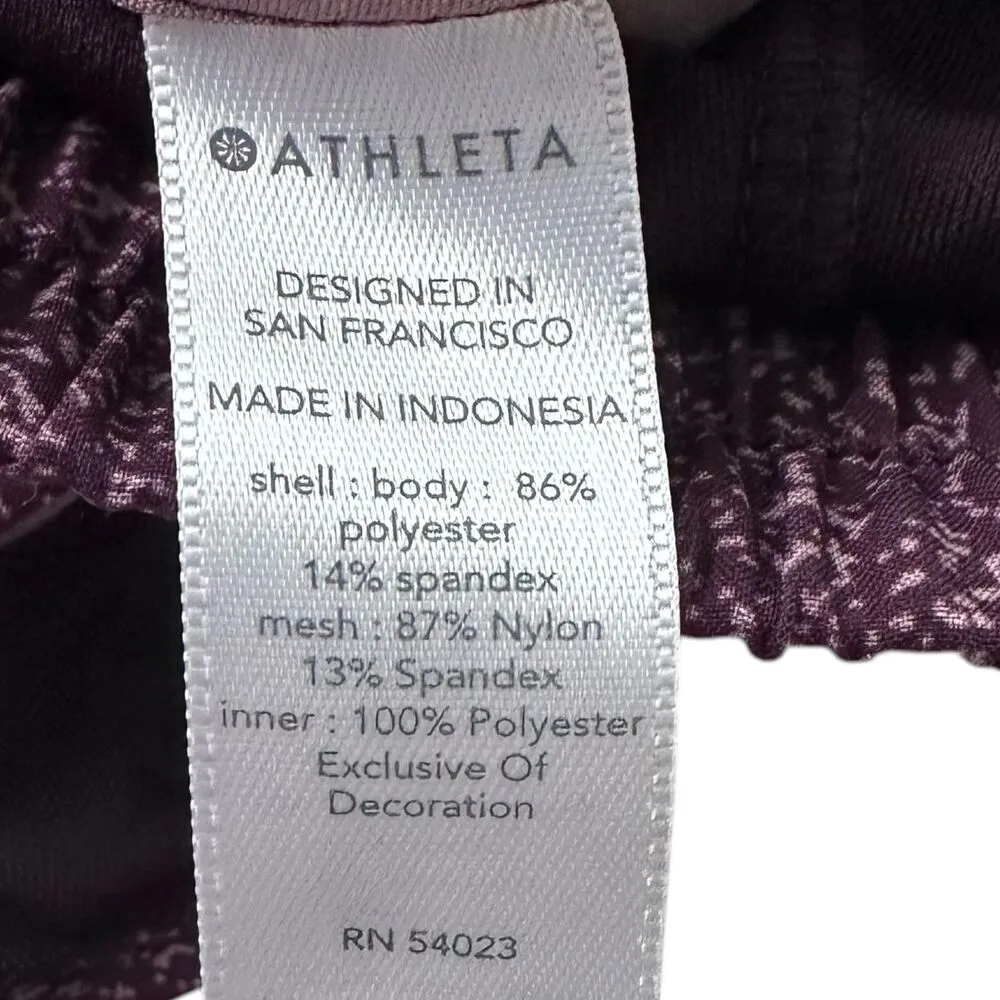 ATHLETA
DESIGNED IN
SAN FRANCISCO
MADE IN INDONESIA
shell : body : 86%
polyester
14% spandex
mesh : 87% Nylon
13% Spandex
inner : 100% Polyester
Exclusive Of
Decoration
RN 54023